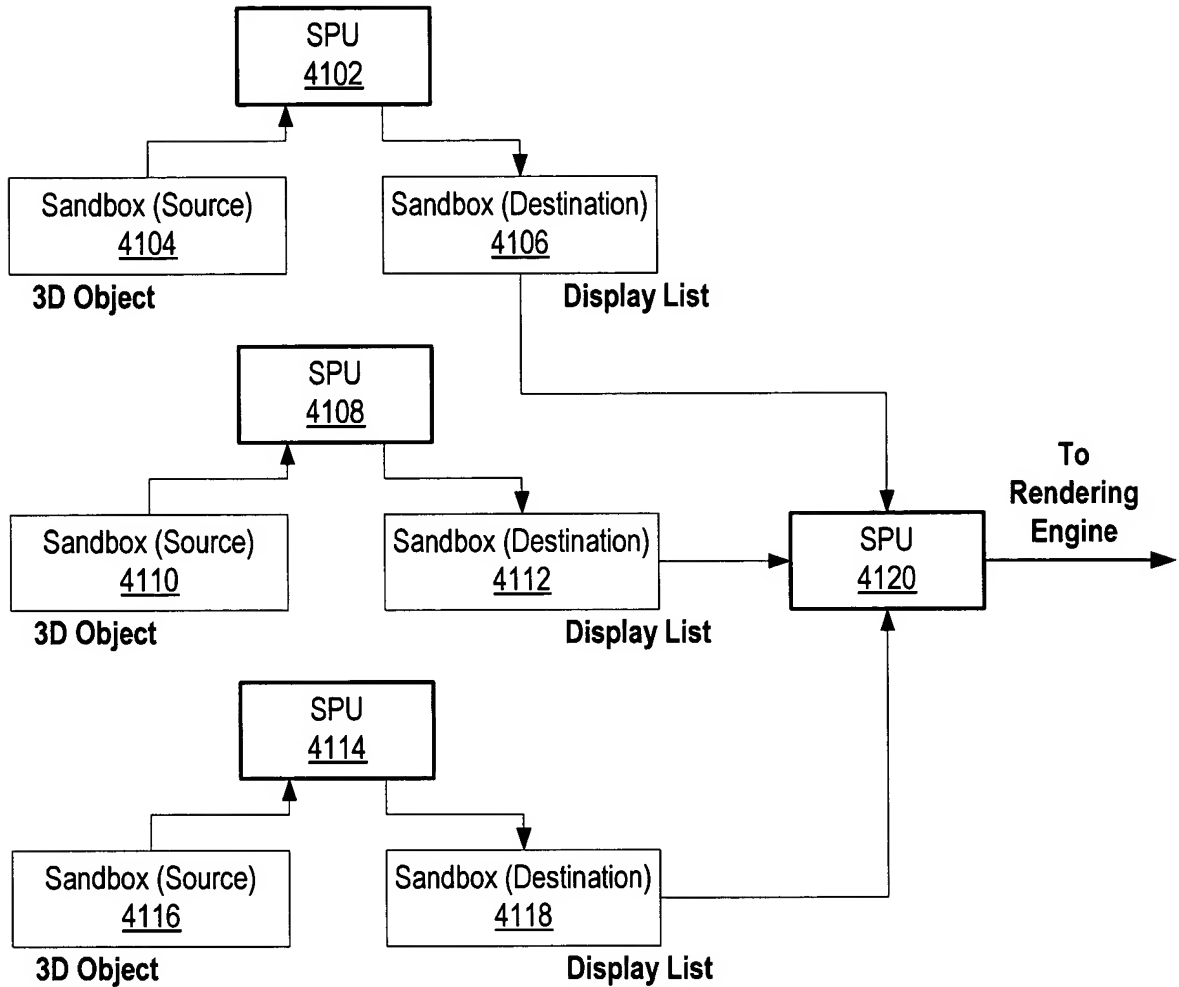 SPU
4102
Sandbox (Source)
4104
3D Object
Sandbox (Destination)
4106
Display List
SPU
4108
Sandbox (Source)
4110
3D Object
Sandbox (Destination)
4112
Display List
SPU
4114
Sandbox (Source)
4116
3D Object
Sandbox (Destination)
4118
Display List
SPU
4120
To
Rendering
Engine